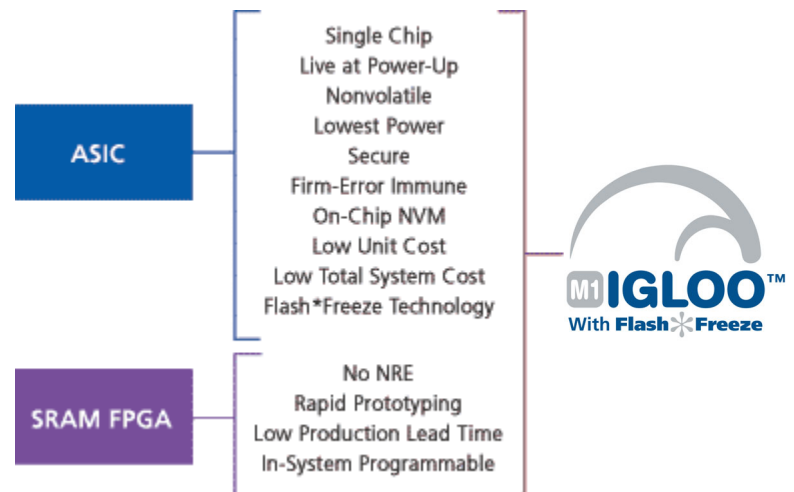 ASIC
Single Chip
Live at Power-Up
Nonvolatile
Lowest Power
Secure
Firm-Error Immune
On-Chip NVM
Low Unit Cost
Low Total System Cost
Flash*Freeze Technology
SRAM FPGA
No NRE
Rapid Prototyping
Low Production Lead Time
In-System Programmable
M1 IGLOO™
With Flash*Freeze